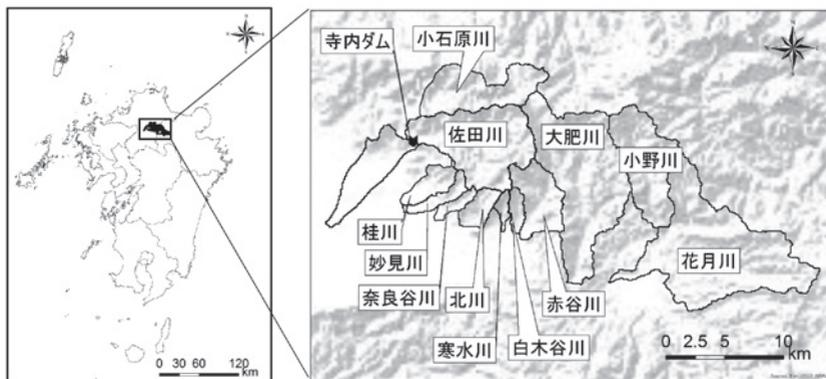 小石原川
寺内ダム
佐田川
大肥川
小野川
桂川
妙見川
花月川
奈良谷川
北川
赤谷川
寒水川
白木谷川
0 30 60 120
km
0 2.5 5 10
km